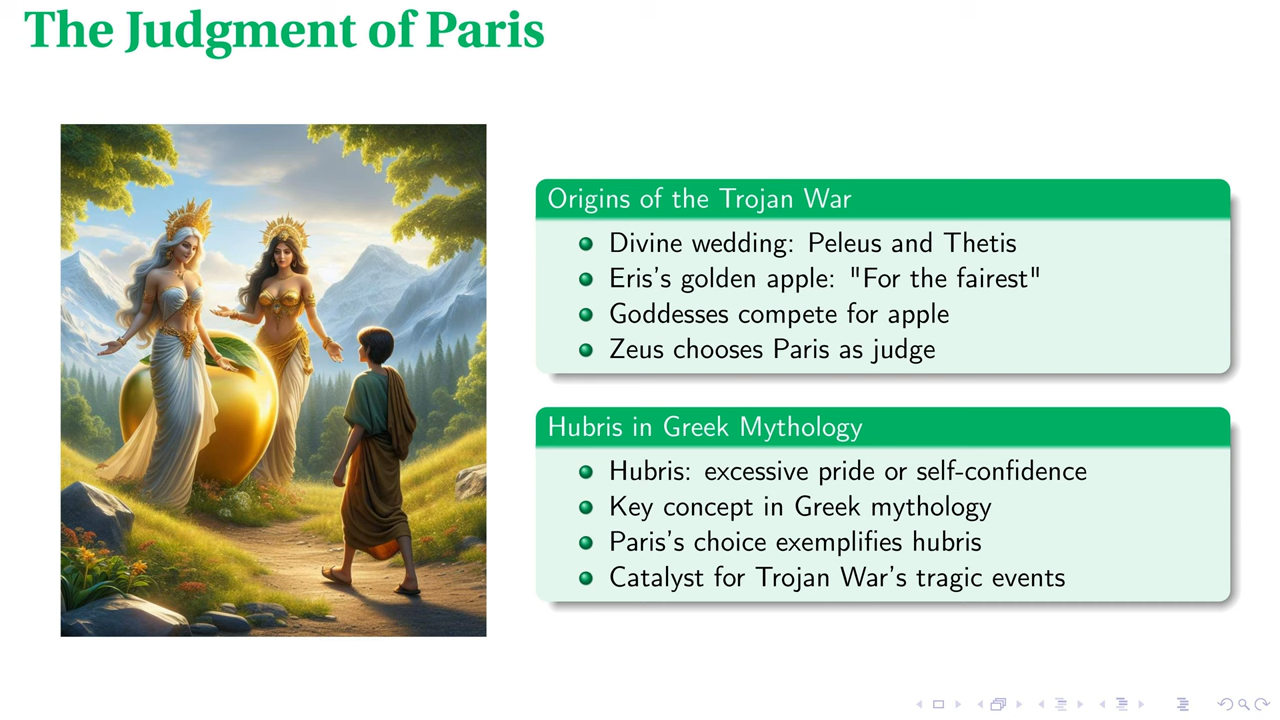 The Judgment of Paris
Origins of the Trojan War
Divine wedding: Peleus and Thetis
Eris's golden apple: "For the fairest"
Goddesses compete for apple
Zeus chooses Paris as judge
Hubris in Greek Mythology
Hubris: excessive pride or self-confidence
Key concept in Greek mythology
Paris's choice exemplifies hubris
Catalyst for Trojan War's tragic events